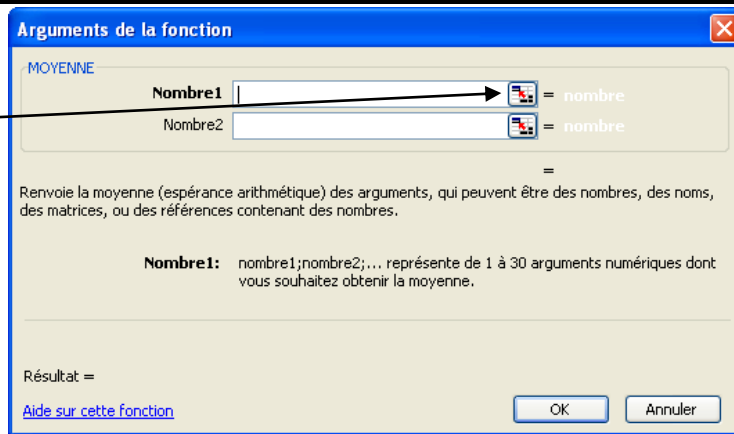 Arguments de la fonction
MOYENNE
Nombre1 = nombre
Nombre2 = nombre
=
Renvoie la moyenne (espérance arithmétique) des arguments, qui peuvent être des nombres, des noms,
des matrices, ou des références contenant des nombres.
Nombre1: nombre1;nombre2;... représente de 1 à 30 arguments numériques dont
vous souhaitez obtenir la moyenne.
Résultat =
Aide sur cette fonction
OK
Annuler